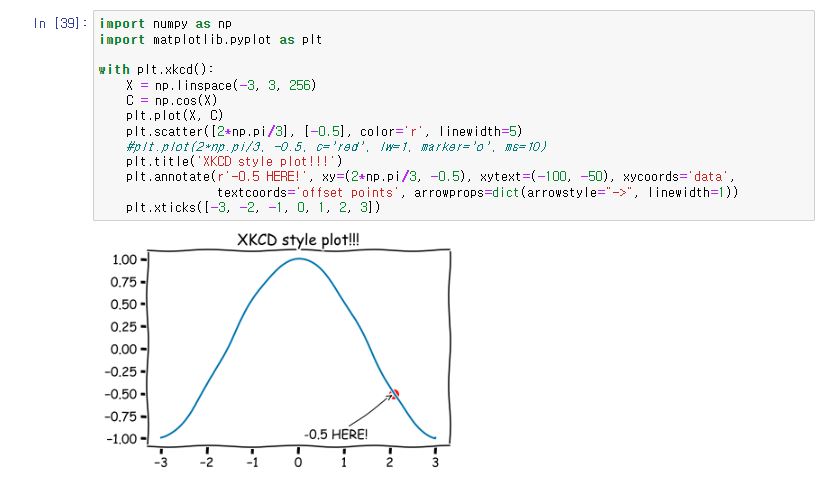 In [39]:
import numpy as np
import matplotlib.pyplot as plt
with plt.xkcd():
X = np.linspace(-3, 3, 256)
C = np.cos(X)
plt.plot(X, C)
plt.scatter([2*np.pi/3], [-0.5], color='r', linewidth=5)
#plt.plot(2*np.pi/3, -0.5, c='red', lw=1, marker='o', ms=10)
plt.title('XKCD style plot!!!')
plt.annotate(r'-0.5 HERE!', xy=(2*np.pi/3, -0.5), xytext=(-100, -50), xycoords='data',
textcoords='offset points', arrowprops=dict(arrowstyle="->", linewidth=1))
plt.xticks([-3, -2, -1, 0, 1, 2, 3])
XKCD style plot!!!
1.00
0.75
0.50
0.25
0.00
-0.25
-0.50
-0.75
-1.00
-0.5 HERE!
-3 -2 -1 0 1 2 3